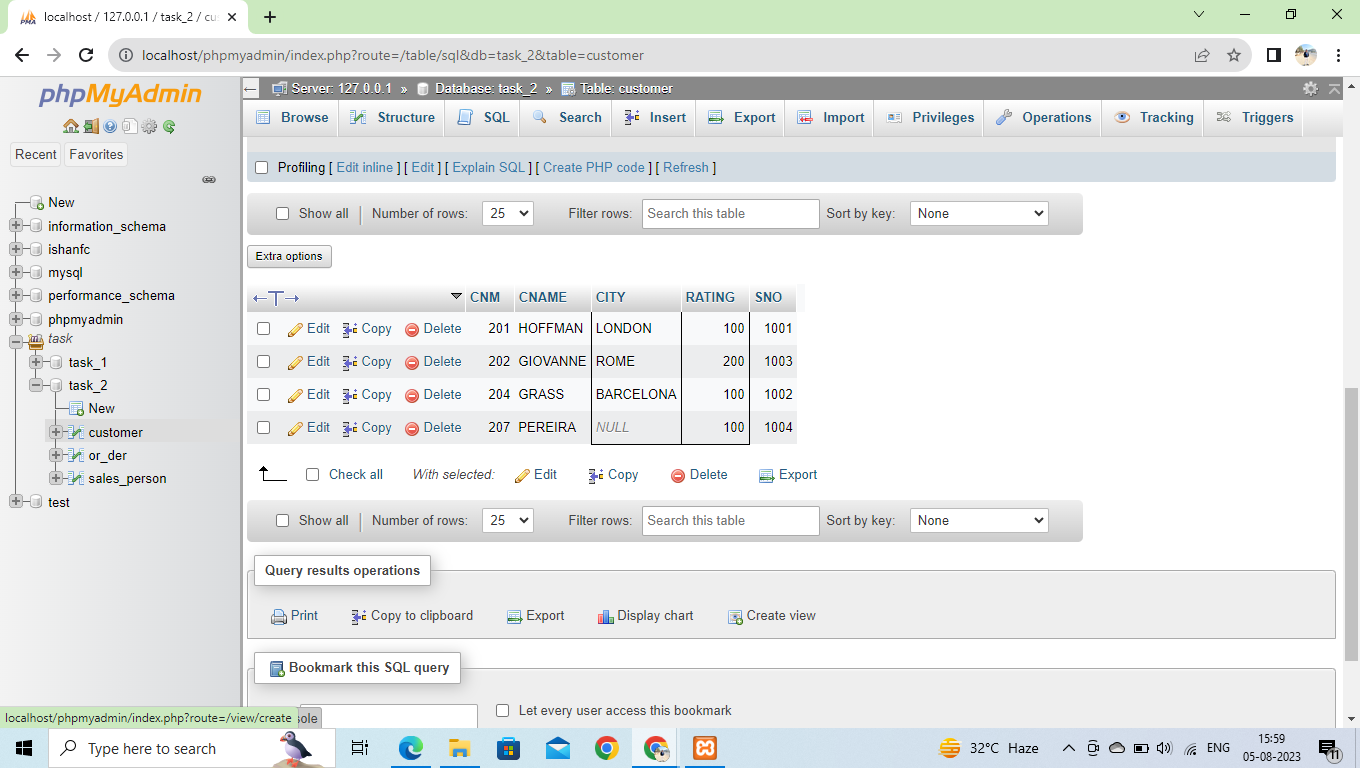 localhost / 127.0.0.1 / task_2 / cu
localhost/phpmyadmin/index.php?route=/table/sql&db=task_2&table=customer
phpMyAdmin
Recent Favorites
New
information_schema
ishanfc
mysql
performance_schema
phpmyadmin
task
task_1
task_2
New
customer
or_der
sales_person
test
Server: 127.0.0.1 » Database: task_2 » Table: customer
Browse Structure SQL Search Insert Export Import Privileges Operations Tracking Triggers
Profiling [ Edit inline ] [ Edit ] [ Explain SQL ] [ Create PHP code ] [ Refresh ]
Show all Number of rows: 25 Filter rows: Search this table Sort by key: None
Extra options
←T→ CNM CNAME CITY RATING SNO
Edit Copy Delete 201 HOFFMAN LONDON 100 1001
Edit Copy Delete 202 GIOVANNE ROME 200 1003
Edit Copy Delete 204 GRASS BARCELONA 100 1002
Edit Copy Delete 207 PEREIRA NULL 100 1004
Check all With selected: Edit Copy Delete Export
Show all Number of rows: 25 Filter rows: Search this table Sort by key: None
Query results operations
Print Copy to clipboard Export Display chart Create view
Bookmark this SQL query
Let every user access this bookmark
localhost/phpmyadmin/index.php?route=/view/create sole
Type here to search
32°C Haze
ENG
15:59
05-08-2023
11